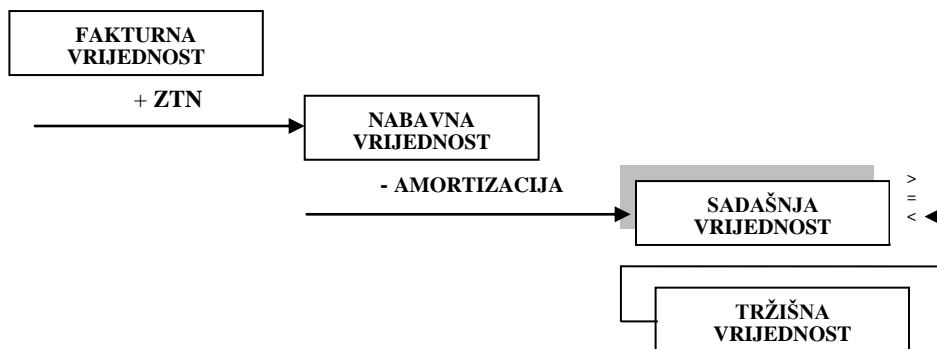 FAKTURNA
VRIJEDNOST
+ ZTN
NABAVNA
VRIJEDNOST
- AMORTIZACIJA
SADAŠNJA
VRIJEDNOST
>
=
<
TRŽIŠNA
VRIJEDNOST